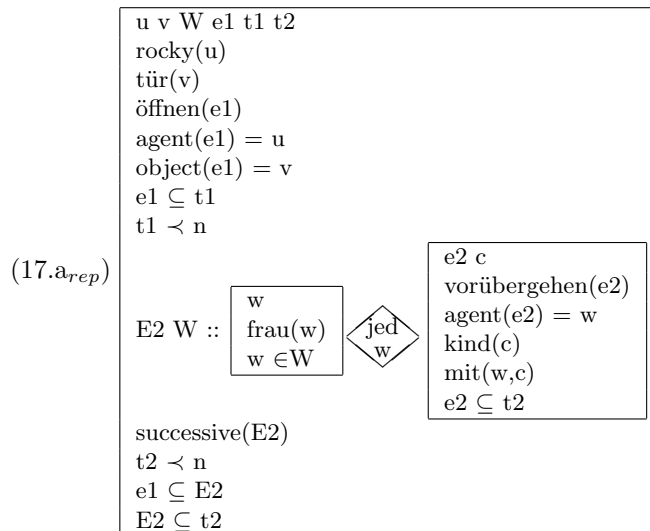 u v W e1 t1 t2
rocky(u)
tür(v)
öffnen(e1)
agent(e1) = u
object(e1) = v
e1 ⊆ t1
t1 ≺ n
(17.a_rep)
E2 W ::
w
frau(w)
w ∈W
jed
w
e2 c
vorübergehen(e2)
agent(e2) = w
kind(c)
mit(w,c)
e2 ⊆ t2
successive(E2)
t2 ≺ n
e1 ⊆ E2
E2 ⊆ t2